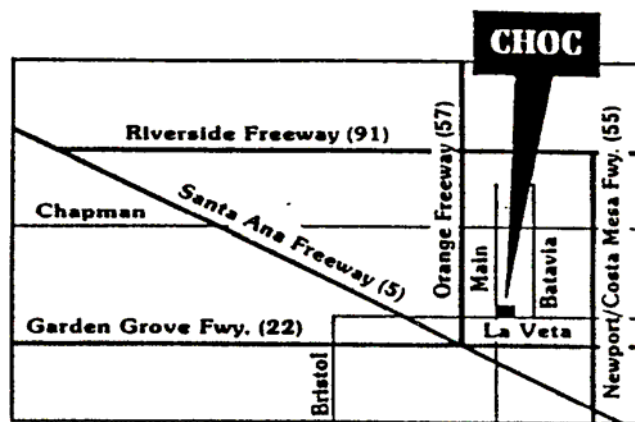 CHOC
Riverside Freeway (91)
Orange Freeway (57)
Newport/Costa Mesa Fwy. (55)
Santa Ana Freeway (5)
Chapman
Main
Batavia
Garden Grove Fwy. (22)
La Veta
Bristol